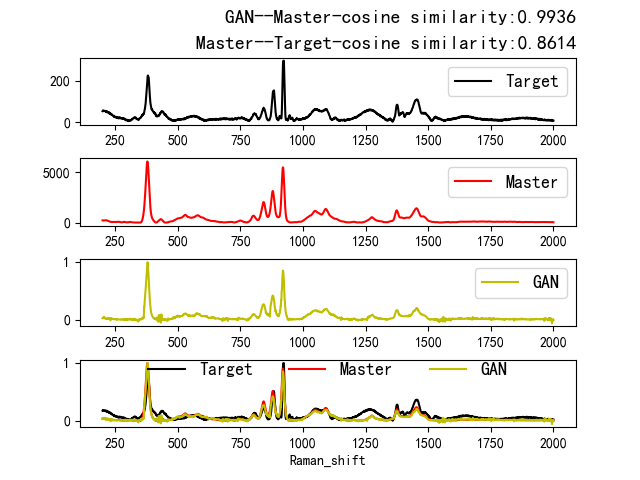 GAN--Master-cosine similarity:0.9936
Master--Target-cosine similarity:0.8614
200
0
Target
250 500 750 1000 1250 1500 1750 2000
5000
0
Master
250 500 750 1000 1250 1500 1750 2000
1
0
GAN
250 500 750 1000 1250 1500 1750 2000
1
0
Target Master GAN
250 500 750 1000 1250 1500 1750 2000
Raman_shift